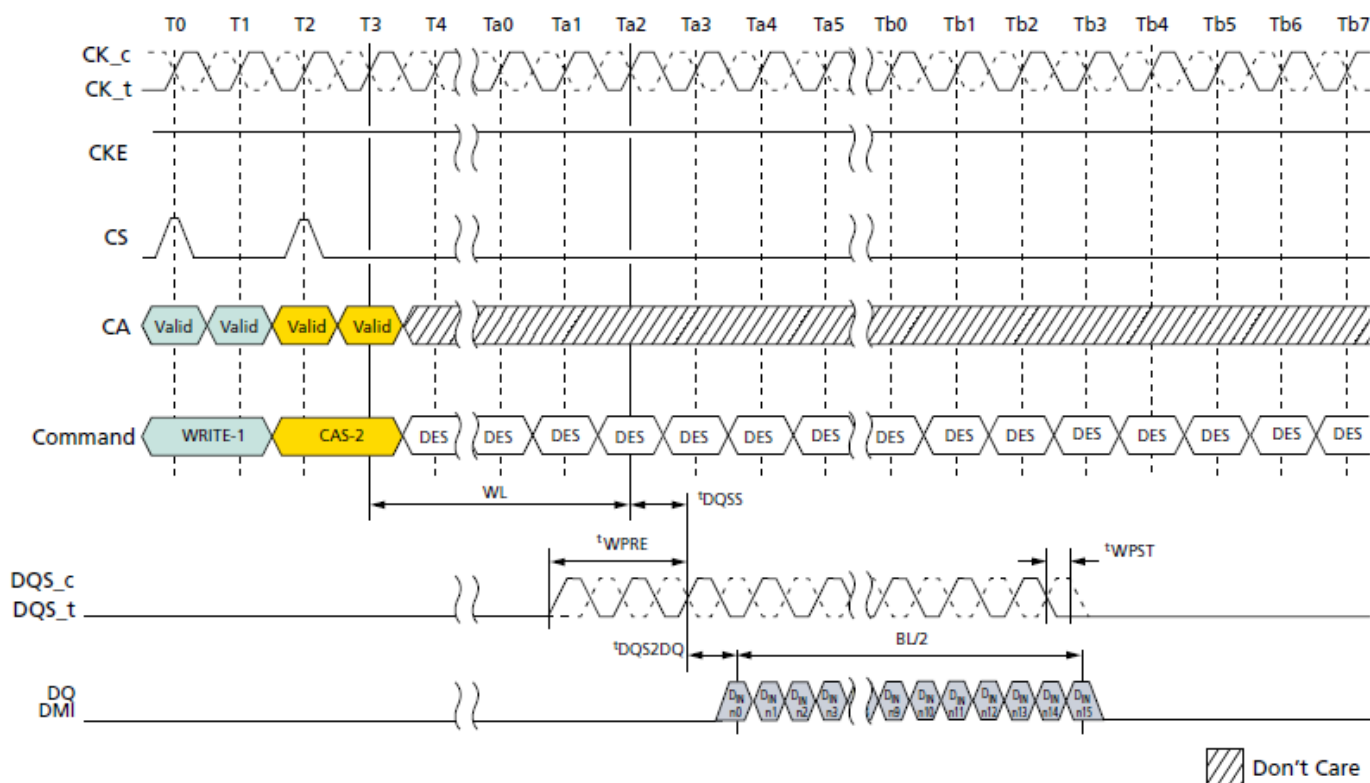 T0 T1 T2 T3 T4 Ta0 Ta1 Ta2 Ta3 Ta4 Ta5 Tb0 Tb1 Tb2 Tb3 Tb4 Tb5 Tb6 Tb7
CK_c
CK_t
CKE
CS
CA Valid Valid Valid Valid
Command WRITE-1 CAS-2 DES DES DES DES DES DES DES DES DES DES DES DES DES DES DES
WL tDQSS
tWPRE tWPST
DQS_c
DQS_t
tDQS2DQ BL/2
DQ
DMI
DIN n0 DIN n1 DIN n2 DIN n3 DIN n9 DIN n10 DIN n11 DIN n12 DIN n13 DIN n14 DIN n15
Don't Care